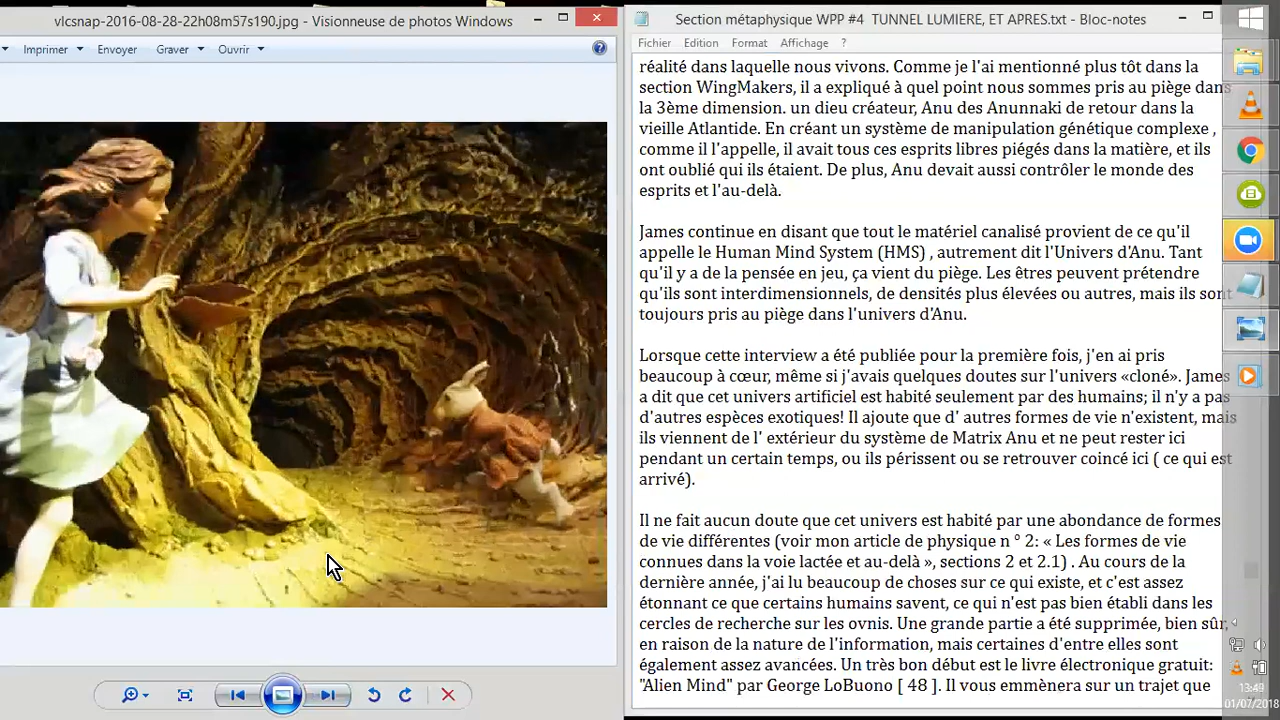 vlcsnap-2016-08-28-22h08m57s190.jpg - Visionneuse de photos Windows
Imprimer Envoyer Graver Ouvrir
Section métaphysique WPP #4 TUNNEL LUMIERE, ET APRES.txt - Bloc-notes
Fichier Edition Format Affichage ?
réalité dans laquelle nous vivons. Comme je l'ai mentionné plus tôt dans la
section WingMakers, il a expliqué à quel point nous sommes pris au piège dans
la 3ème dimension. un dieu créateur, Anu des Anunnaki de retour dans la
vieille Atlantide. En créant un système de manipulation génétique complexe ,
comme il l'appelle, il avait tous ces esprits libres piégés dans la matière, et ils
ont oublié qui ils étaient. De plus, Anu devait aussi contrôler le monde des
esprits et l'au-delà.
James continue en disant que tout le matériel canalisé provient de ce qu'il
appelle le Human Mind System (HMS) , autrement dit l'Univers d'Anu. Tant
qu'il y a de la pensée en jeu, ça vient du piège. Les êtres peuvent prétendre
qu'ils sont interdimensionnels, de densités plus élevées ou autres, mais ils sont
toujours pris au piège dans l'univers d'Anu.
Lorsque cette interview a été publiée pour la première fois, j'en ai pris
beaucoup à cœur, même si j'avais quelques doutes sur l'univers «cloné». James
a dit que cet univers artificiel est habité seulement par des humains; il n'y a pas
d'autres espèces exotiques! Il ajoute que d' autres formes de vie n'existent, mais
ils viennent de l' extérieur du système de Matrix Anu et ne peut rester ici
pendant un certain temps, ou ils périssent ou se retrouver coincé ici ( ce qui est
arrivé).
Il ne fait aucun doute que cet univers est habité par une abondance de formes
de vie différentes (voir mon article de physique n ° 2: « Les formes de vie
connues dans la voie lactée et au-delà », sections 2 et 2.1) . Au cours de la
dernière année, j'ai lu beaucoup de choses sur ce qui existe, et c'est assez
étonnant ce que certains humains savent, ce qui n'est pas bien établi dans les
cercles de recherche sur les ovnis. Une grande partie a été supprimée, bien sûr,
en raison de la nature de l'information, mais certaines d'entre elles sont
également assez avancées. Un très bon début est le livre électronique gratuit:
"Alien Mind" par George LoBuono [ 48 ]. Il vous emmènera sur un trajet que
13:49
01/07/2018